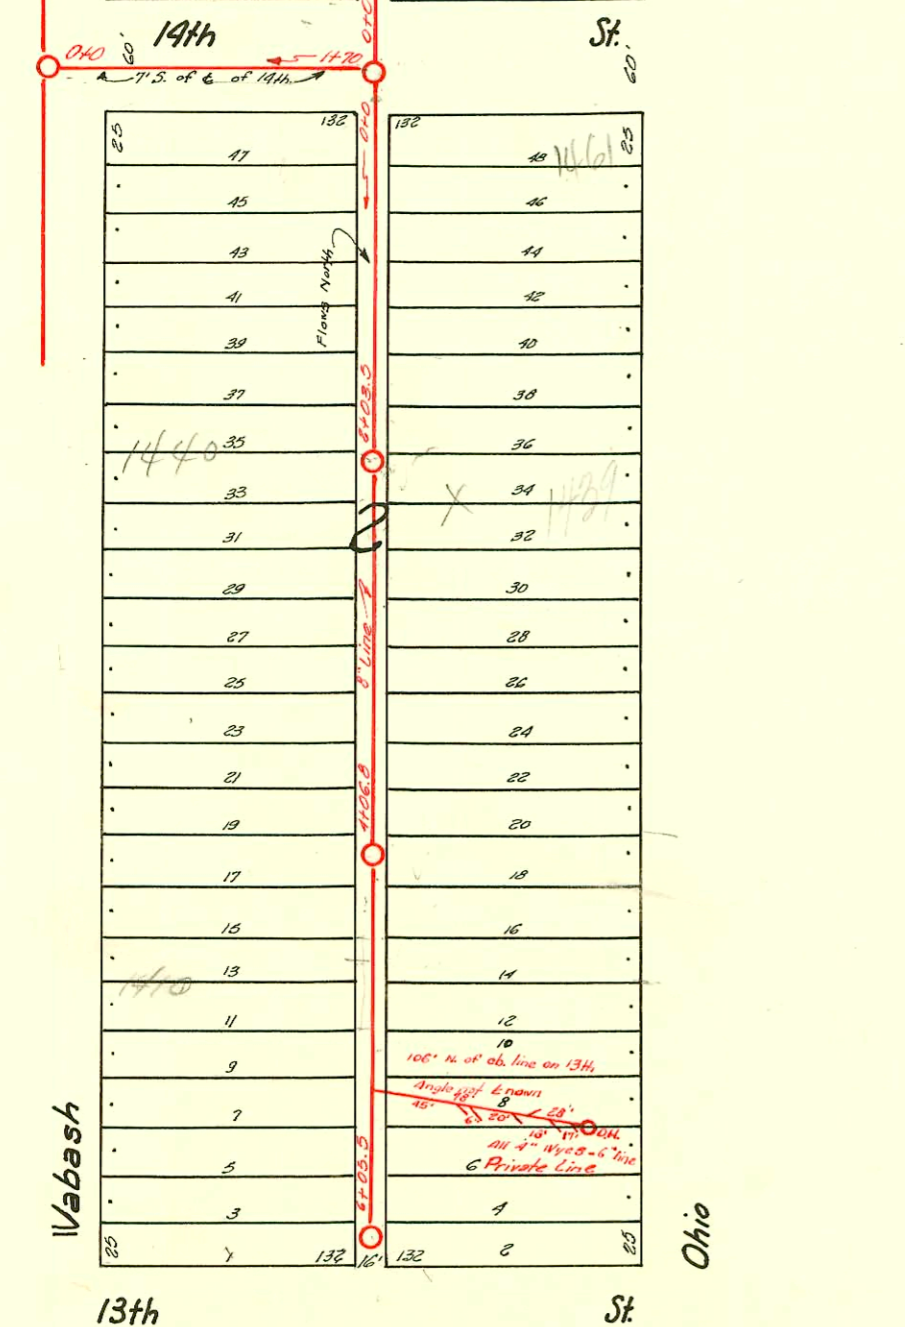 14th St.
0+0 60' 1+70 0+0 60'
7' S. of ₵ of 14th
25 132 0+0 132 25
47 48 1461
45 46
43 44
Flows North
41 42
39 40
37 38
8+03.5
35 36
1440
33 34
X 1439
2
31 32
29 30
8" Line
27 28
25 26
23 24
21 22
4+06.8
19 20
17 18
15 16
13 14
1410
11 12
9 10
106' N. of ob. line on 13th
Angle not known
7 8
45' 48' 6' 20' 28'
18' 17' D.H.
All 4" Wyes-6" line
5 6 Private Line
3 4
25 132 16' 132 2 25
Wabash
Ohio
13th St.